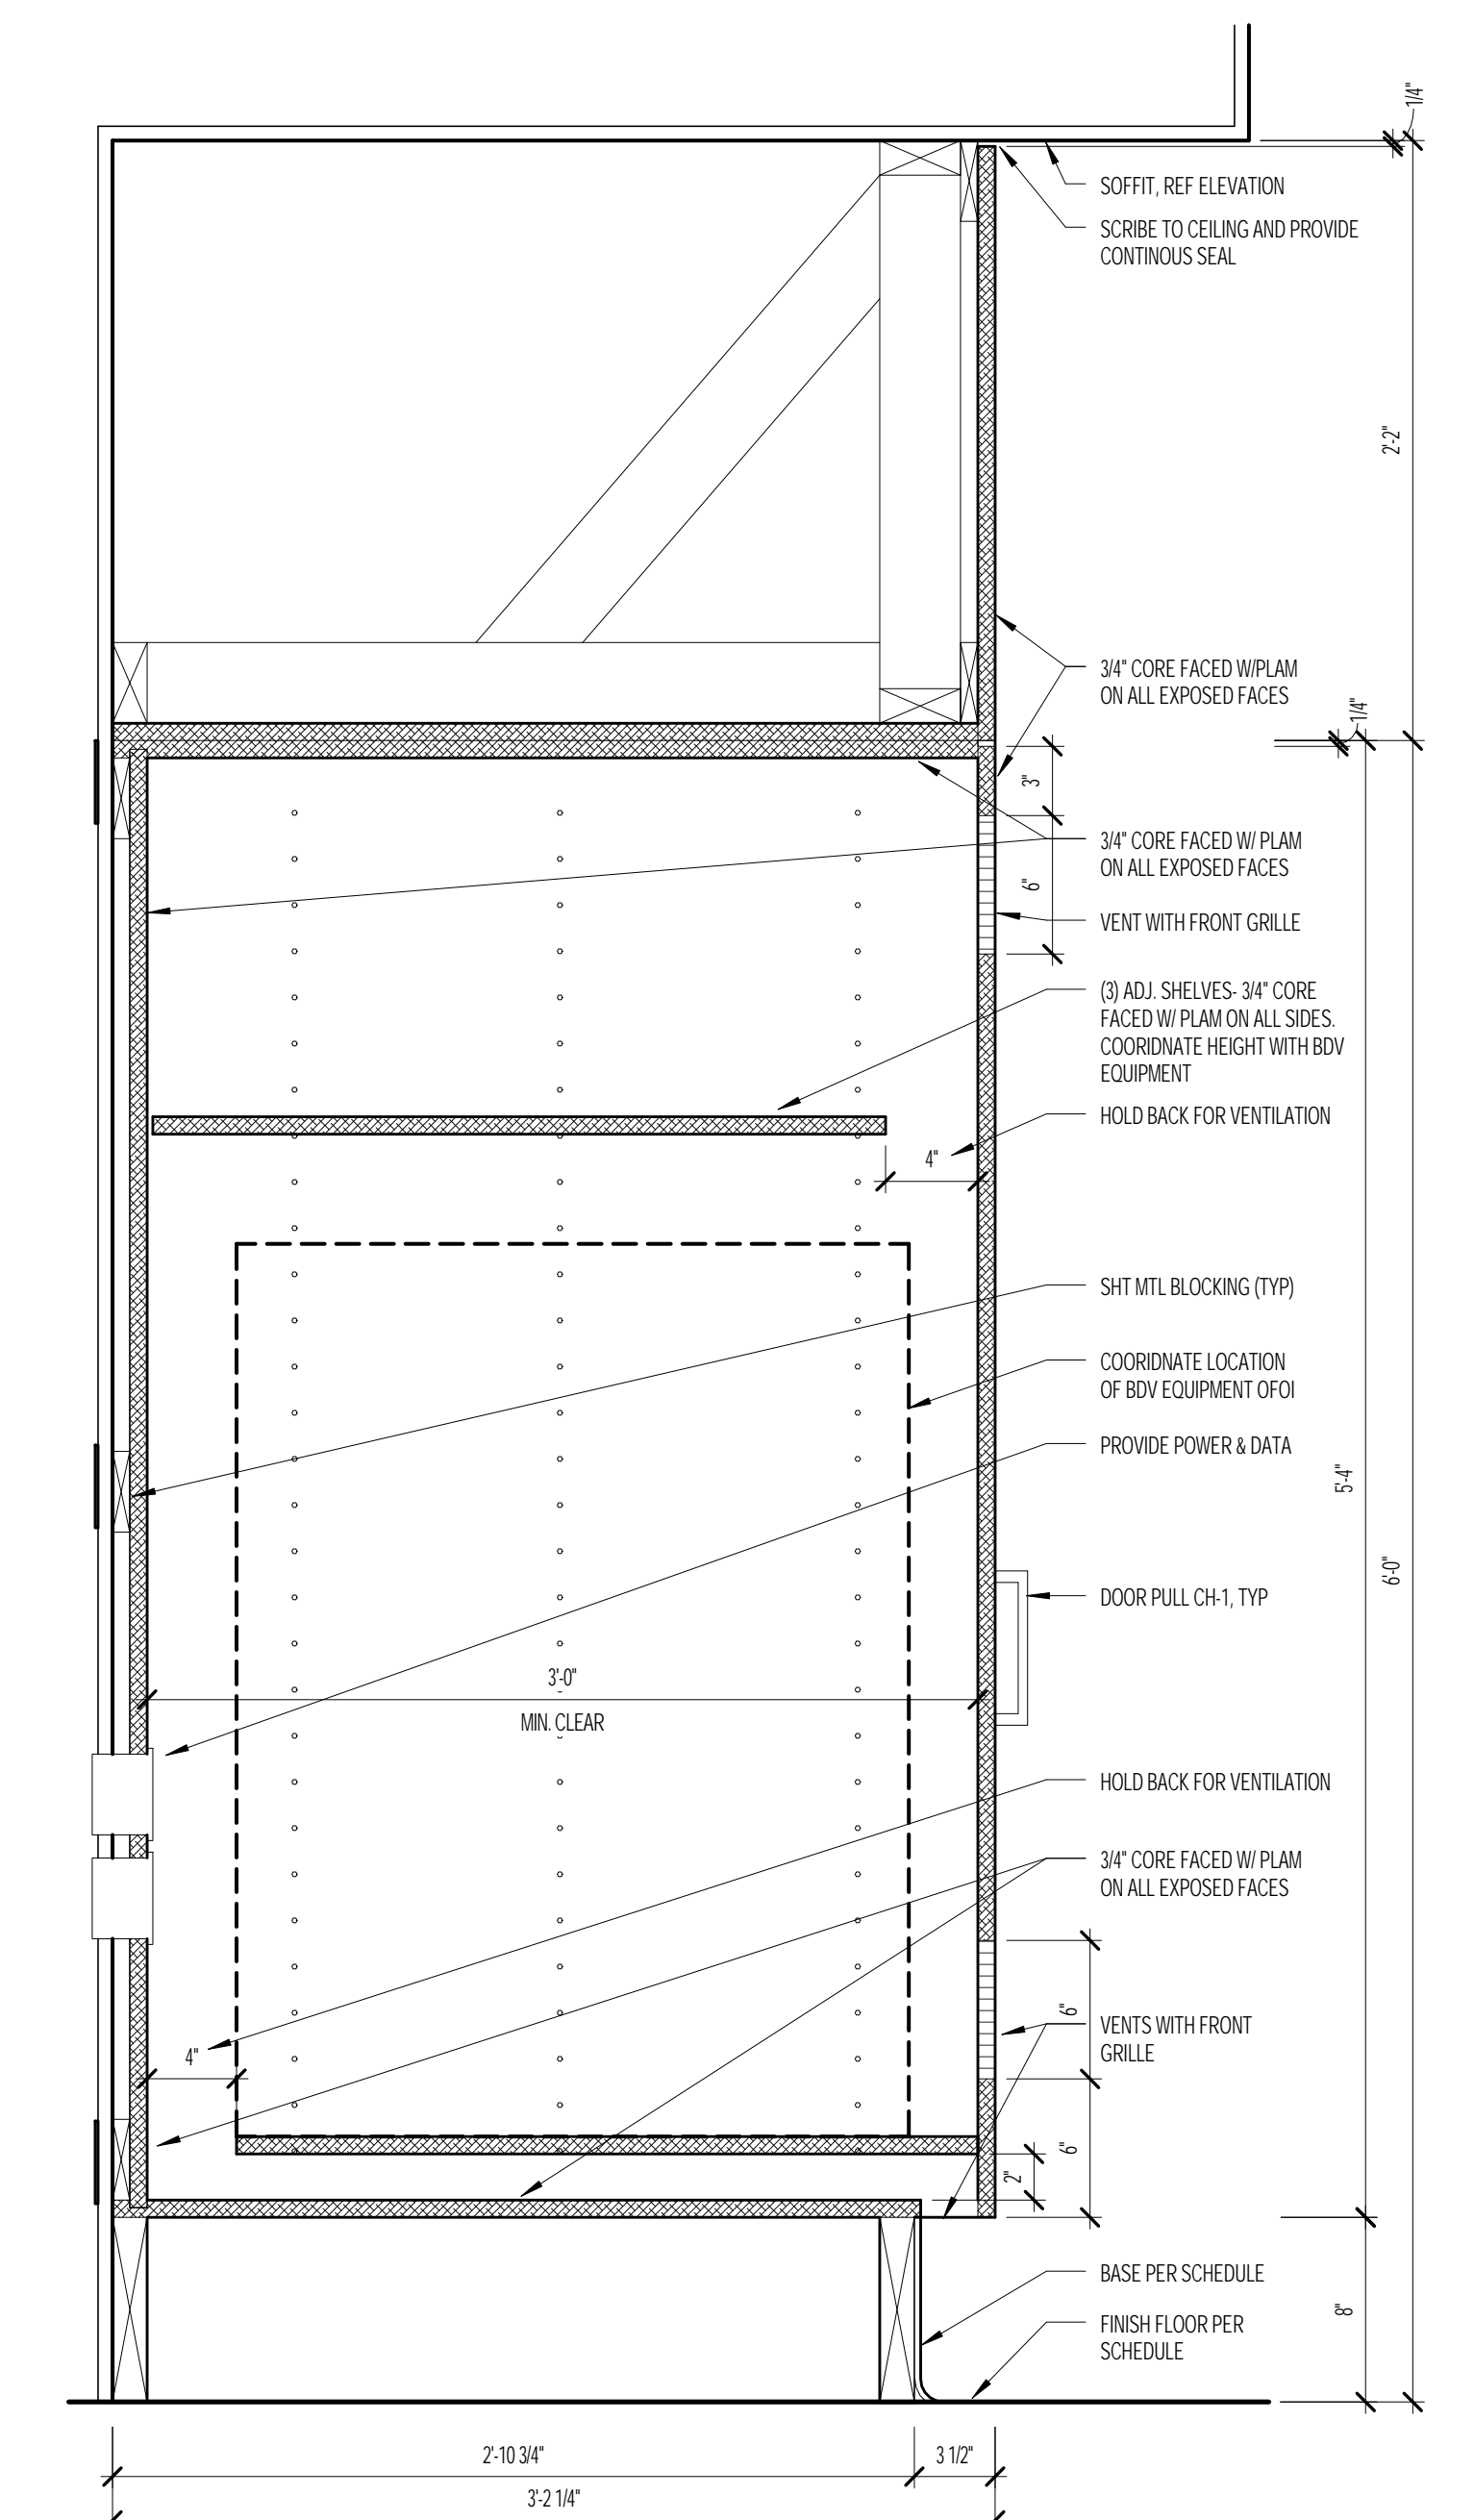 1/4"
SOFFIT, REF ELEVATION
SCRIBE TO CEILING AND PROVIDE
CONTINOUS SEAL
2'-2"
3/4" CORE FACED W/PLAM
ON ALL EXPOSED FACES
1/4"
3"
3/4" CORE FACED W/ PLAM
ON ALL EXPOSED FACES
6"
VENT WITH FRONT GRILLE
(3) ADJ. SHELVES- 3/4" CORE
FACED W/ PLAM ON ALL SIDES.
COORIDNATE HEIGHT WITH BDV
EQUIPMENT
HOLD BACK FOR VENTILATION
4"
SHT MTL BLOCKING (TYP)
COORIDNATE LOCATION
OF BDV EQUIPMENT OFOI
PROVIDE POWER & DATA
5'-4"
6'-0"
DOOR PULL CH-1, TYP
3'-0"
MIN. CLEAR
HOLD BACK FOR VENTILATION
3/4" CORE FACED W/ PLAM
ON ALL EXPOSED FACES
6"
VENTS WITH FRONT
GRILLE
4"
6"
2"
BASE PER SCHEDULE
8"
FINISH FLOOR PER
SCHEDULE
2'-10 3/4"
3 1/2"
3'-2 1/4"